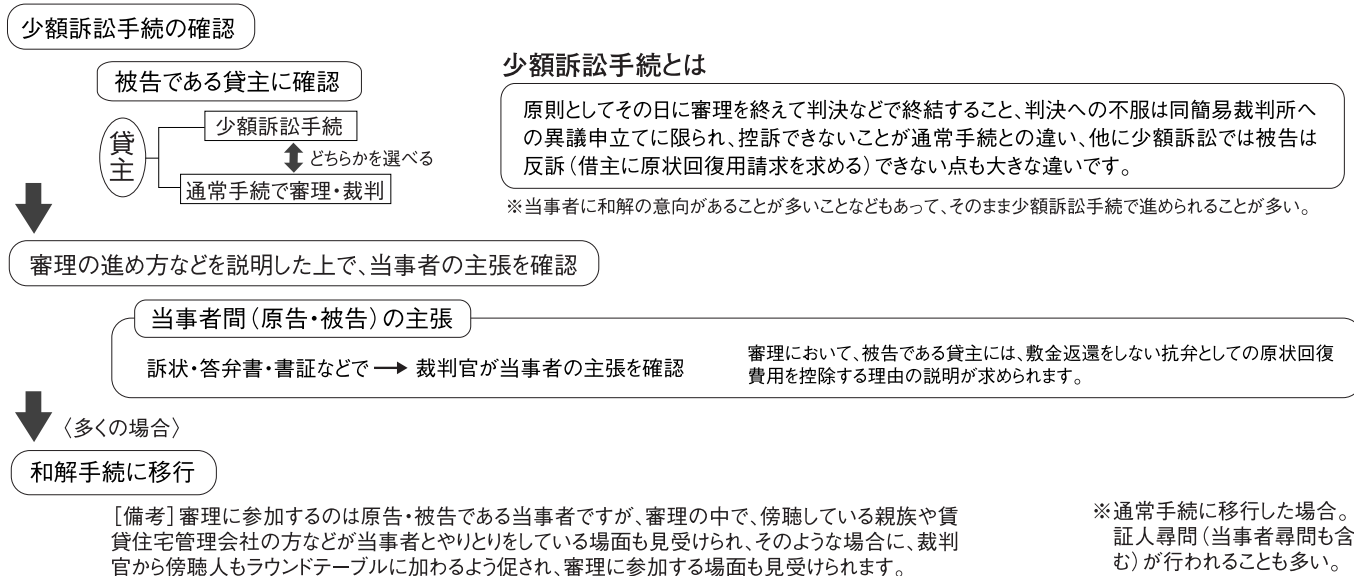 少額訴訟手続の確認
被告である貸主に確認
貸主
少額訴訟手続
どちらかを選べる
通常手続で審理・裁判
少額訴訟手続とは
原則としてその日に審理を終えて判決などで終結すること、判決への不服は同簡易裁判所へ
の異議申立てに限られ、控訴できないことが通常手続との違い、他に少額訴訟では被告は
反訴(借主に原状回復用請求を求める)できない点も大きな違いです。
※当事者に和解の意向があることが多いことなどもあって、そのまま少額訴訟手続で進められることが多い。
審理の進め方などを説明した上で、当事者の主張を確認
当事者間(原告・被告)の主張
訴状・答弁書・書証などで → 裁判官が当事者の主張を確認
審理において、被告である貸主には、敷金返還をしない抗弁としての原状回復
費用を控除する理由の説明が求められます。
〈多くの場合〉
和解手続に移行
[備考]審理に参加するのは原告・被告である当事者ですが、審理の中で、傍聴している親族や賃
貸住宅管理会社の方などが当事者とやりとりをしている場面も見受けられ、そのような場合に、裁判
官から傍聴人もラウンドテーブルに加わるよう促され、審理に参加する場面も見受けられます。
※通常手続に移行した場合。
証人尋問(当事者尋問も含
む)が行われることも多い。